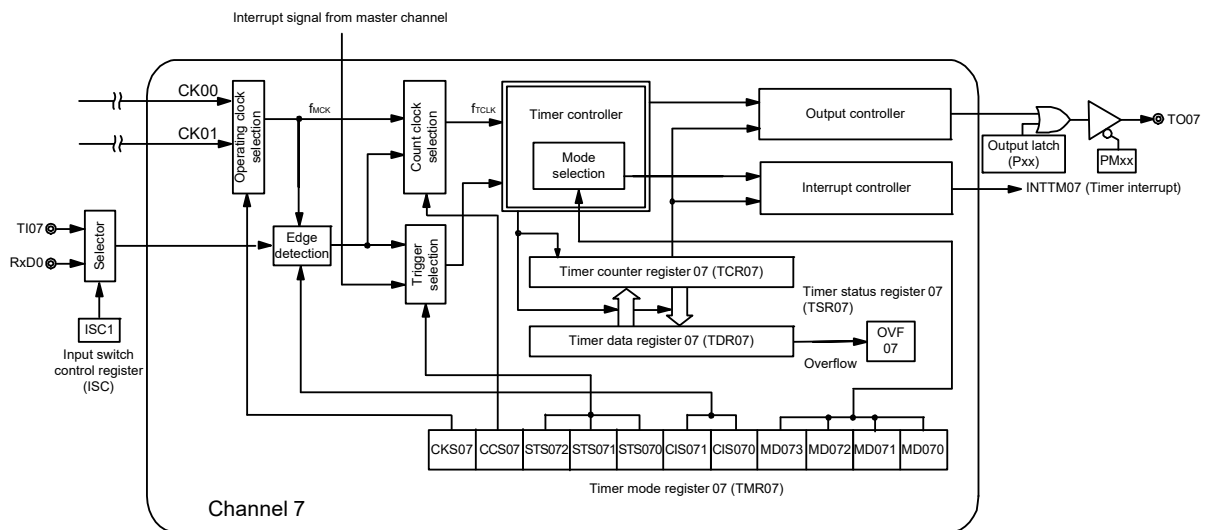 Interrupt signal from master channel
CK00
CK01
Operating clock
selection
fMCK
Count clock
selection
fTCLK
Timer controller
Mode
selection
Output controller
Interrupt controller
Output latch
(Pxx)
PMxx
TO07
INTTM07 (Timer interrupt)
TI07
RxD0
Selector
Edge
detection
Trigger
selection
ISC1
Input switch
control register
(ISC)
Timer counter register 07 (TCR07)
Timer status register 07
(TSR07)
Timer data register 07 (TDR07)
Overflow
OVF
07
CKS07
CCS07
STS072
STS071
STS070
CIS071
CIS070
MD073
MD072
MD071
MD070
Timer mode register 07 (TMR07)
Channel 7